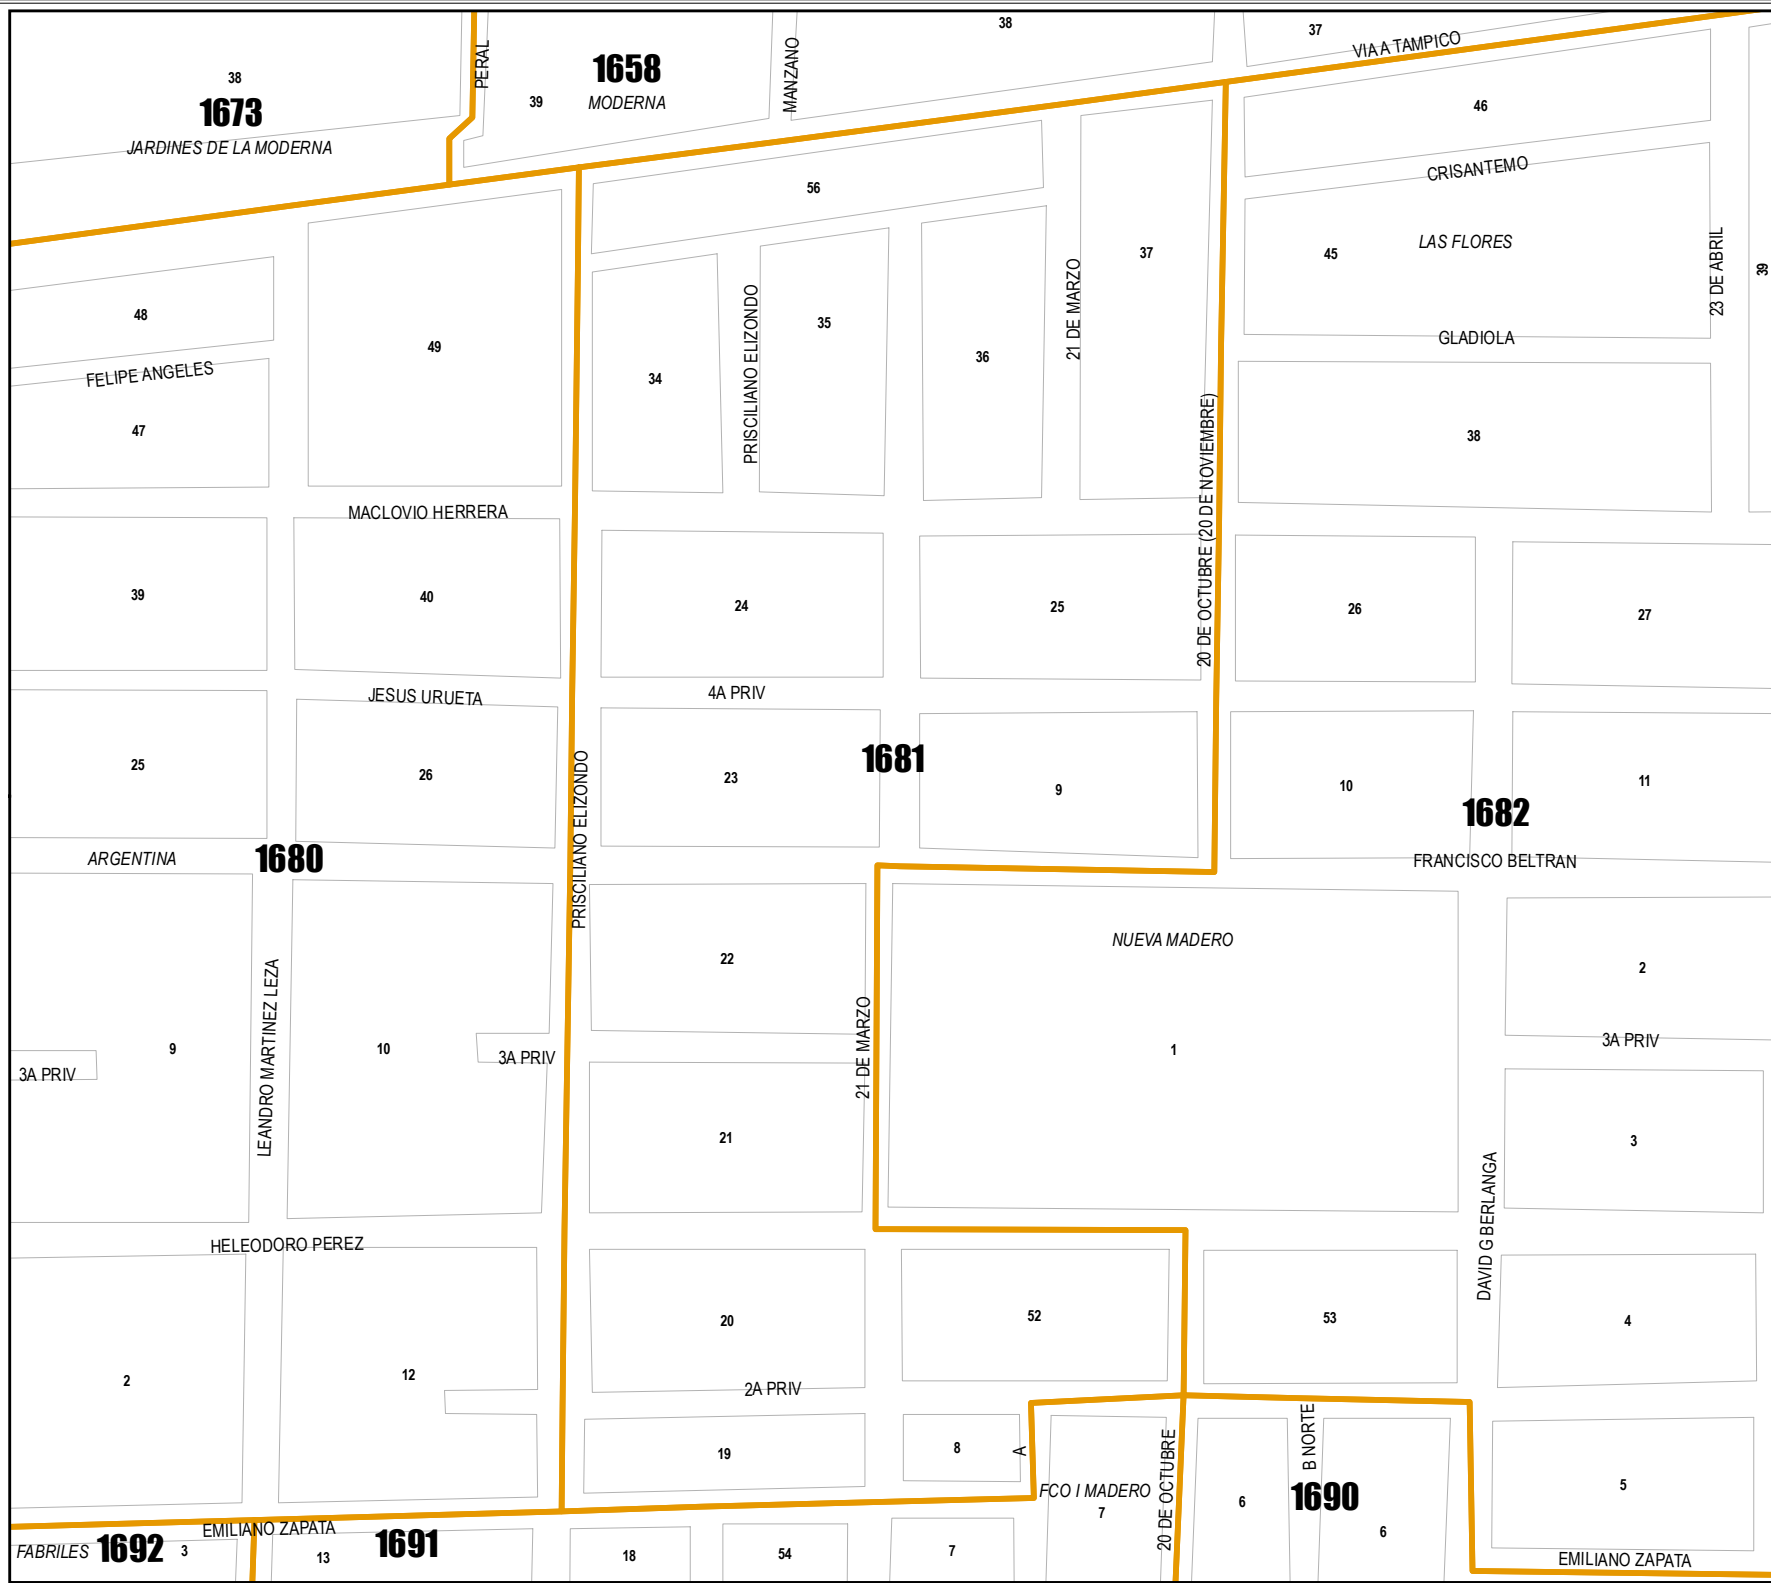 38
37
PERAL
MANZANO
1658
VIA A TAMPICO
38
39
MODERNA
1673
46
JARDINES DE LA MODERNA
CRISANTEMO
56
45
LAS FLORES
37
23 DE ABRIL
39
48
35
21 DE MARZO
GLADIOLA
49
36
FELIPE ANGELES
34
PRISCILIANO ELIZONDO
47
38
20 DE OCTUBRE (20 DE NOVIEMBRE)
MACLOVIO HERRERA
39
40
24
25
26
27
JESUS URUETA
4A PRIV
25
26
23
1681
9
10
11
1682
PRISCILIANO ELIZONDO
ARGENTINA
1680
FRANCISCO BELTRAN
NUEVA MADERO
22
2
LEANDRO MARTINEZ LEZA
21 DE MARZO
9
10
3A PRIV
1
3A PRIV
3A PRIV
21
3
DAVID G BERLANGA
HELEODORO PEREZ
20
52
53
4
2
12
2A PRIV
19
8
A
B NORTE
20 DE OCTUBRE
FCO I MADERO
7
6
1690
6
5
EMILIANO ZAPATA
FABRILES
1692
3
13
1691
18
54
7
EMILIANO ZAPATA